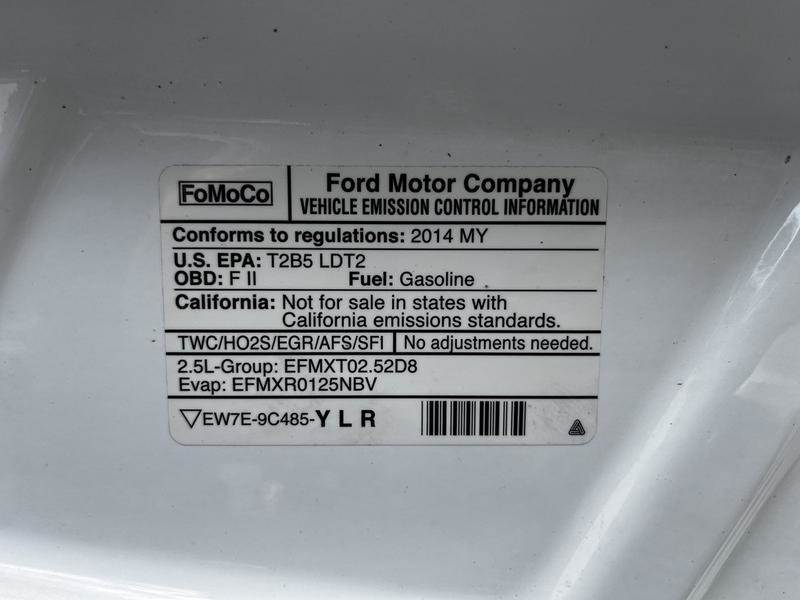 FoMoCo
Ford Motor Company
VEHICLE EMISSION CONTROL INFORMATION
Conforms to regulations: 2014 MY
U.S. EPA: T2B5 LDT2
OBD: F II Fuel: Gasoline
California: Not for sale in states with
California emissions standards.
TWC/HO2S/EGR/AFS/SFI No adjustments needed.
2.5L-Group: EFMXT02.52D8
Evap: EFMXR0125NBV
EW7E-9C485-Y L R